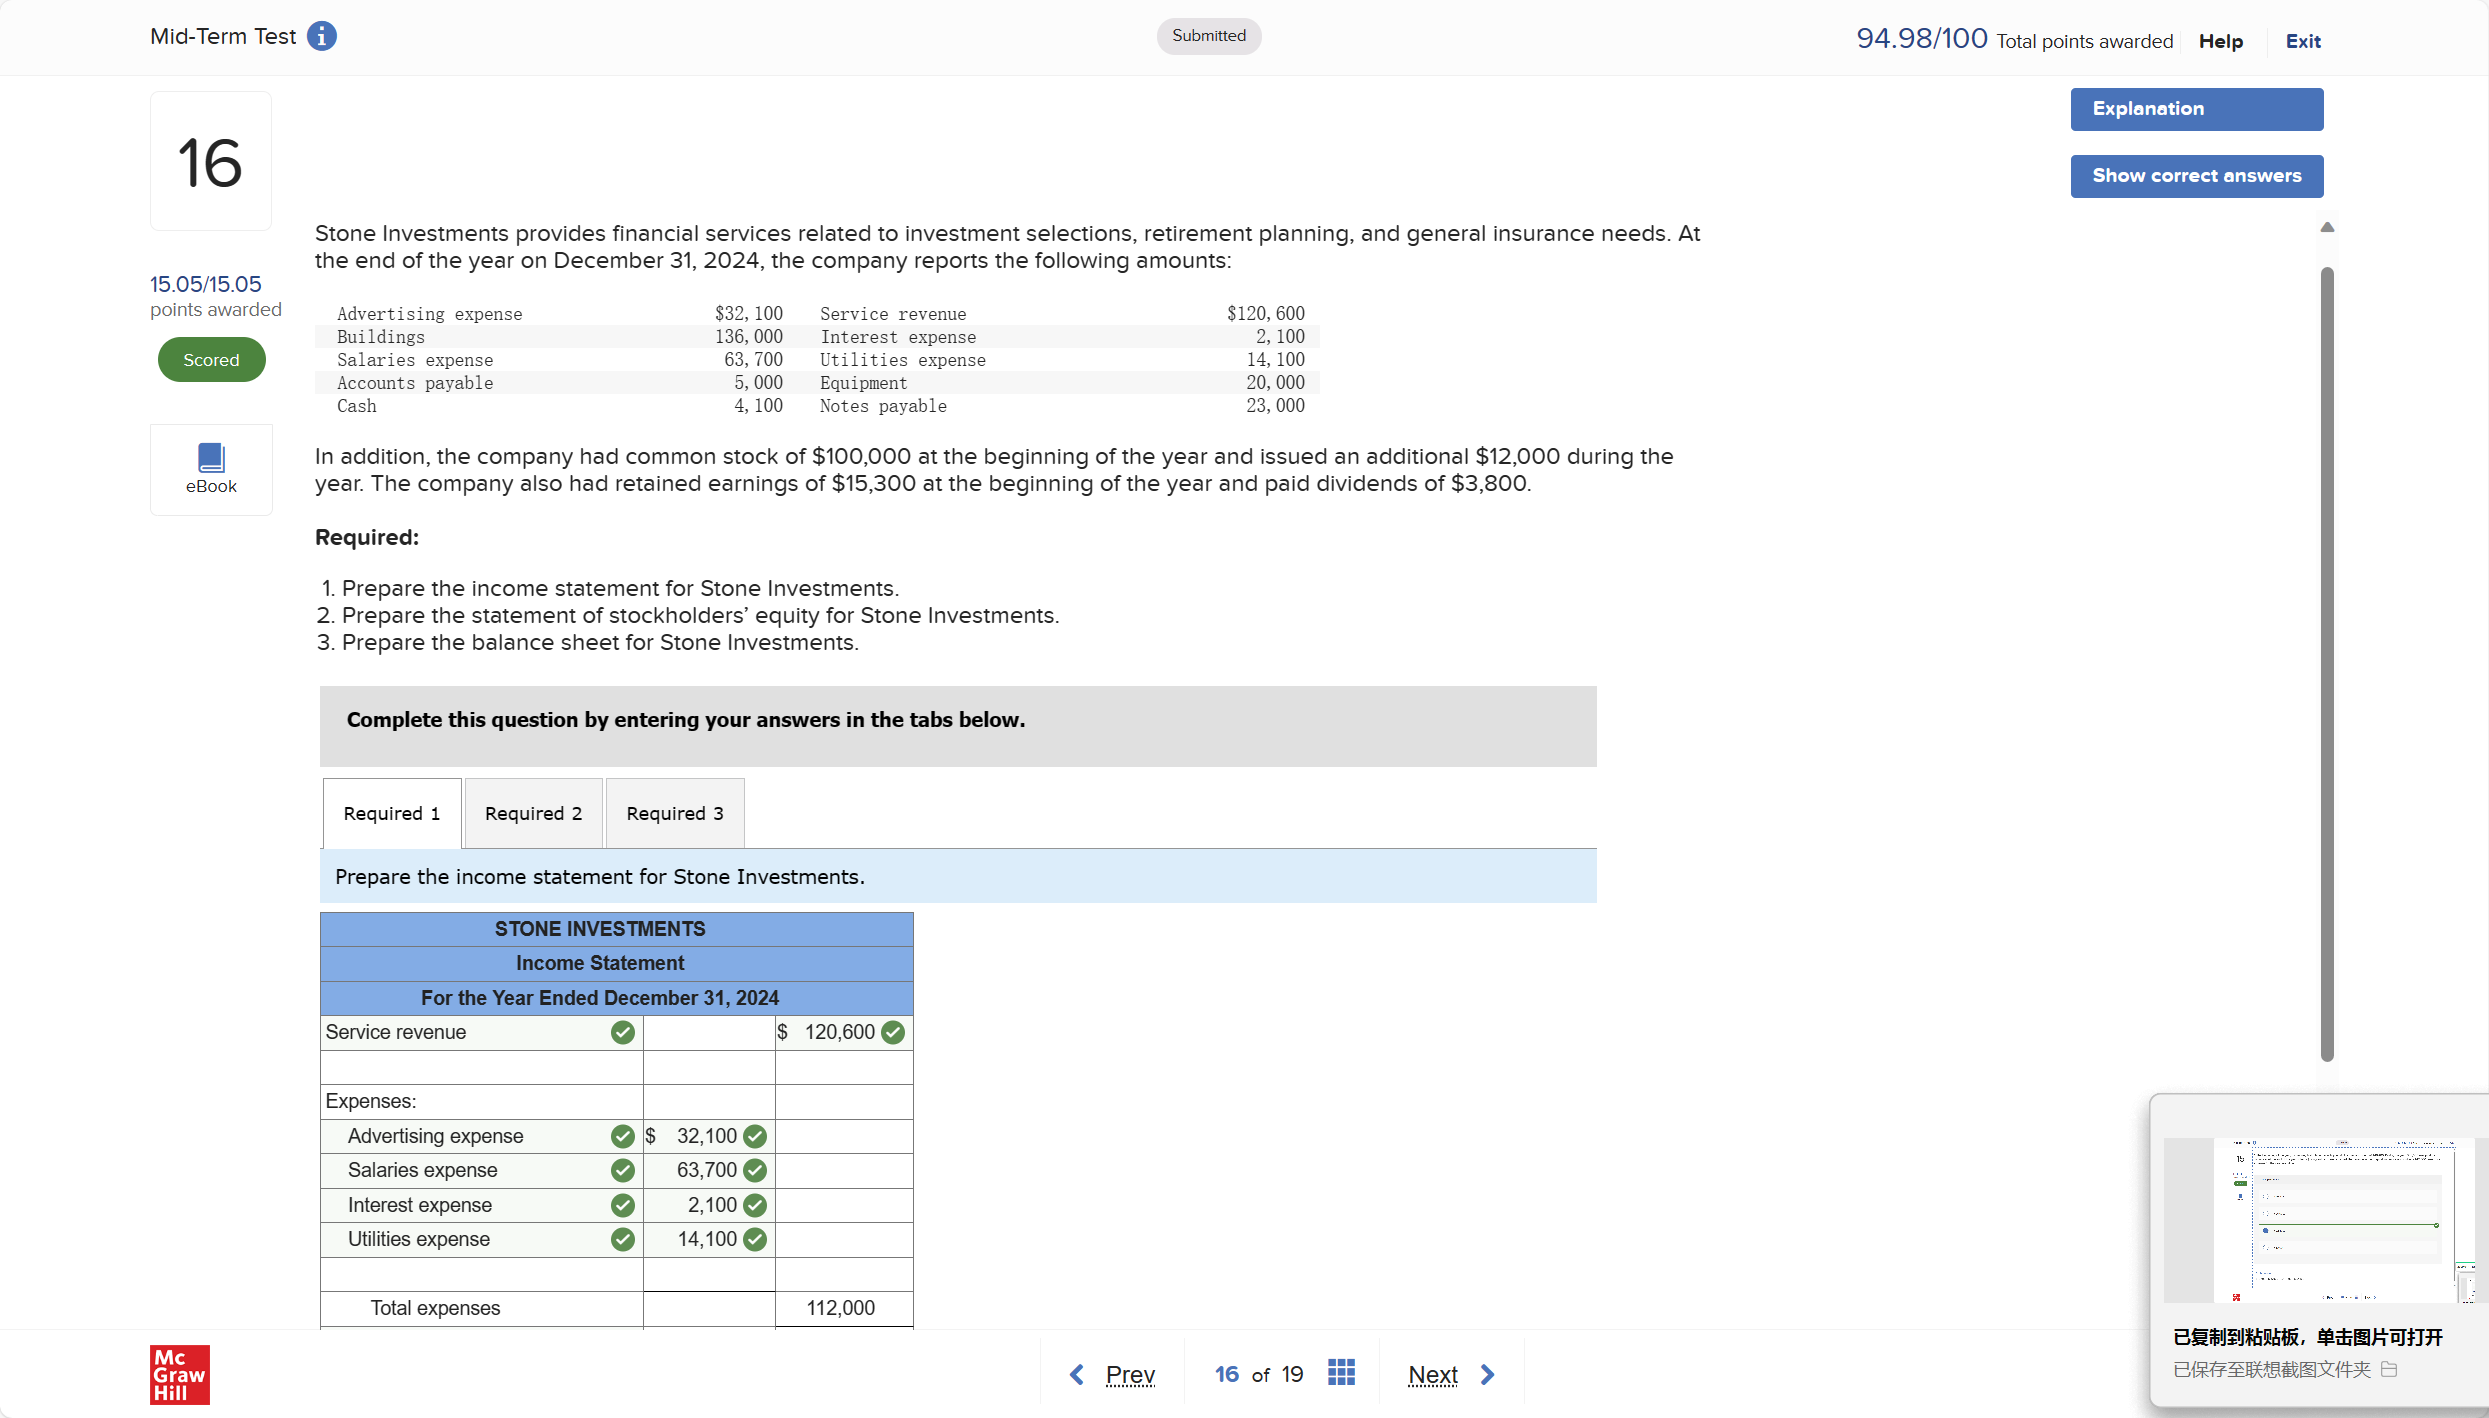 Mid-Term Test
Submitted
94.98/100 Total points awarded
Help
Exit
16
Explanation
Show correct answers
15.05/15.05
points awarded
Scored
eBook
Stone Investments provides financial services related to investment selections, retirement planning, and general insurance needs. At
the end of the year on December 31, 2024, the company reports the following amounts:
Advertising expense $32,100 Service revenue $120,600
Buildings 136,000 Interest expense 2,100
Salaries expense 63,700 Utilities expense 14,100
Accounts payable 5,000 Equipment 20,000
Cash 4,100 Notes payable 23,000
In addition, the company had common stock of $100,000 at the beginning of the year and issued an additional $12,000 during the
year. The company also had retained earnings of $15,300 at the beginning of the year and paid dividends of $3,800.
Required:
1. Prepare the income statement for Stone Investments.
2. Prepare the statement of stockholders’ equity for Stone Investments.
3. Prepare the balance sheet for Stone Investments.
Complete this question by entering your answers in the tabs below.
Required 1 Required 2 Required 3
Prepare the income statement for Stone Investments.
STONE INVESTMENTS
Income Statement
For the Year Ended December 31, 2024
Service revenue $ 120,600
Expenses:
Advertising expense $ 32,100
Salaries expense 63,700
Interest expense 2,100
Utilities expense 14,100
Total expenses 112,000
Mc
Graw
Hill
Prev
16 of 19
Next
已复制到粘贴板，单击图片可打开
已保存至联想截图文件夹